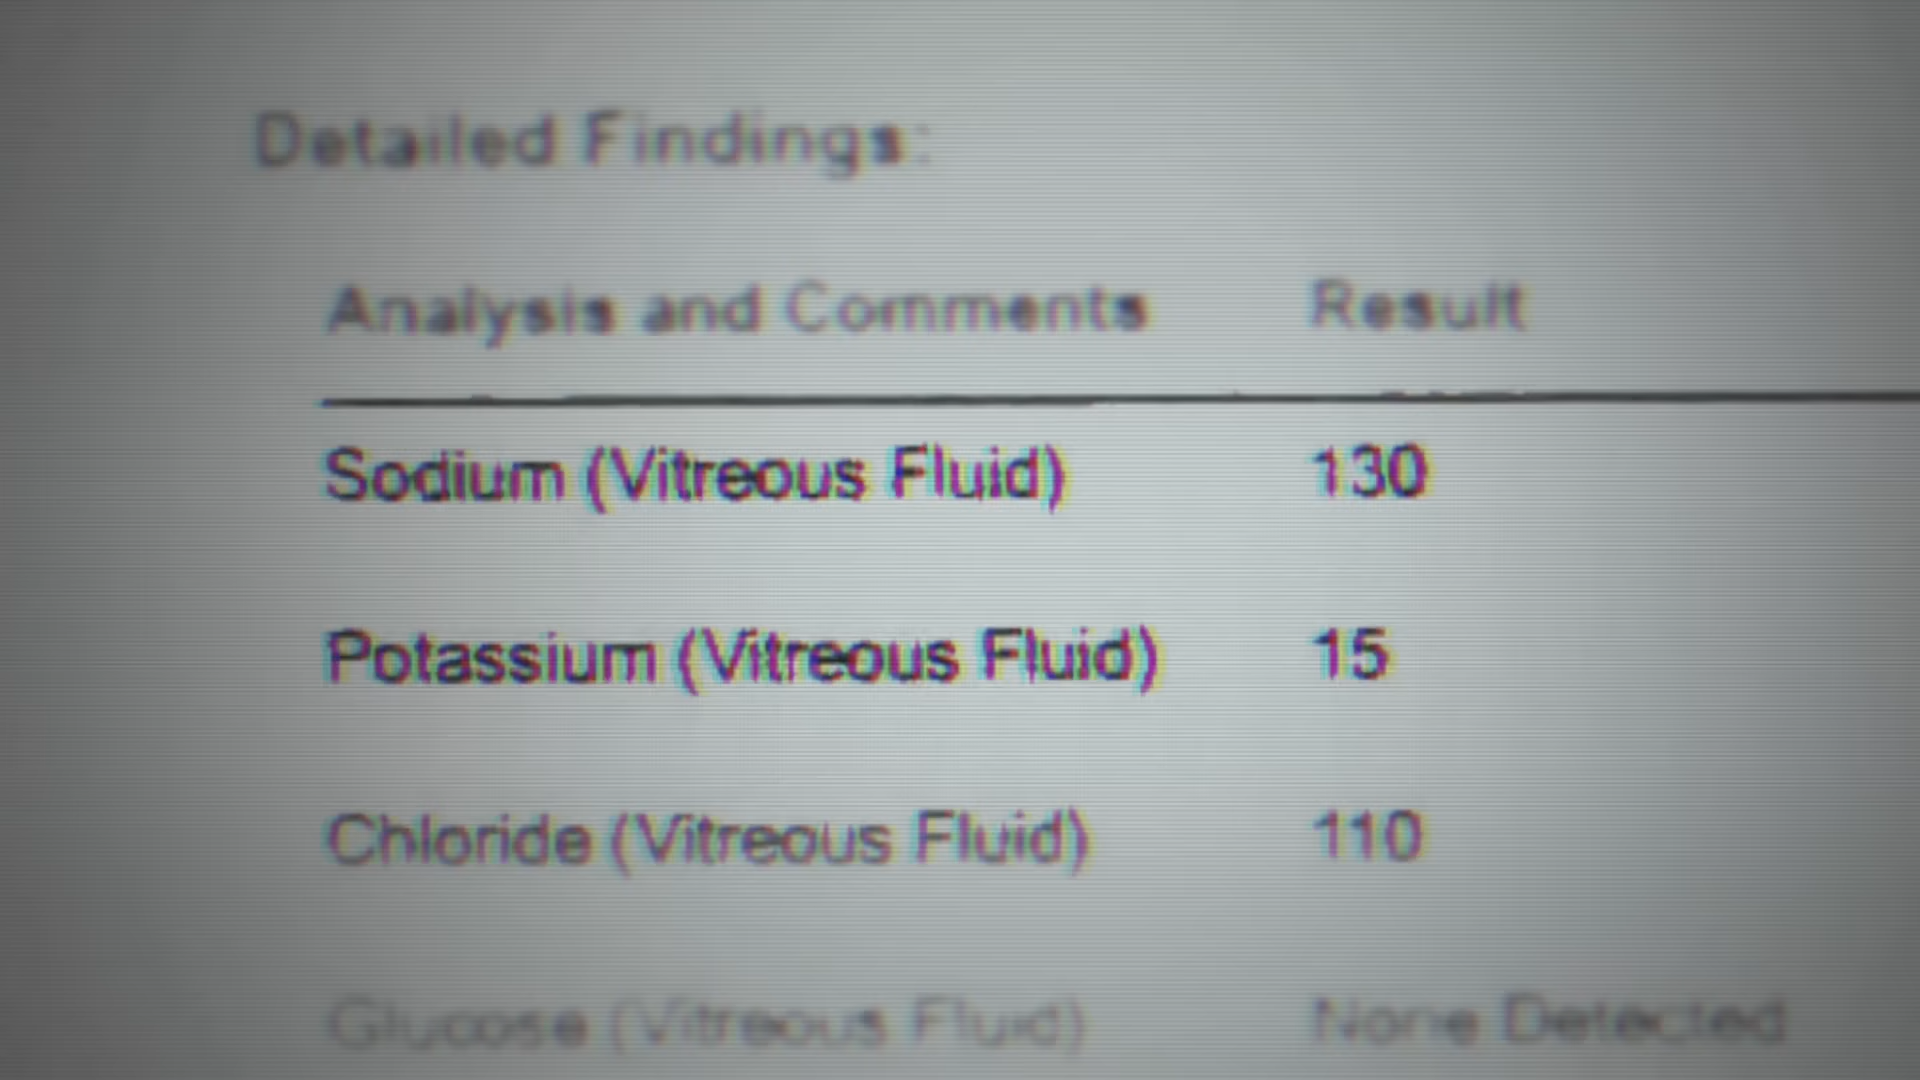 Detailed Findings:
Analysis and Comments Result
Sodium (Vitreous Fluid) 130
Potassium (Vitreous Fluid) 15
Chloride (Vitreous Fluid) 110
Glucose (Vitreous Fluid) None Detected